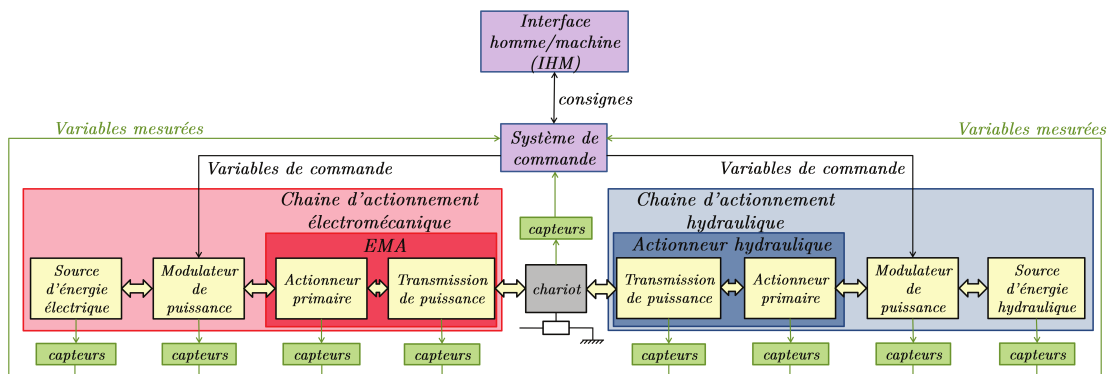 Interface
homme/machine
(IHM)
consignes
Variables mesurées
Variables mesurées
Système de
commande
Variables de commande
Variables de commande
Chaine d'actionnement
électromécanique
Chaine d'actionnement
hydraulique
capteurs
EMA
Actionneur hydraulique
Source
d'énergie
électrique
Modulateur
de
puissance
Actionneur
primaire
Transmission
de puissance
chariot
Transmission
de puissance
Actionneur
primaire
Modulateur
de
puissance
Source
d'énergie
hydraulique
capteurs
capteurs
capteurs
capteurs
capteurs
capteurs
capteurs
capteurs